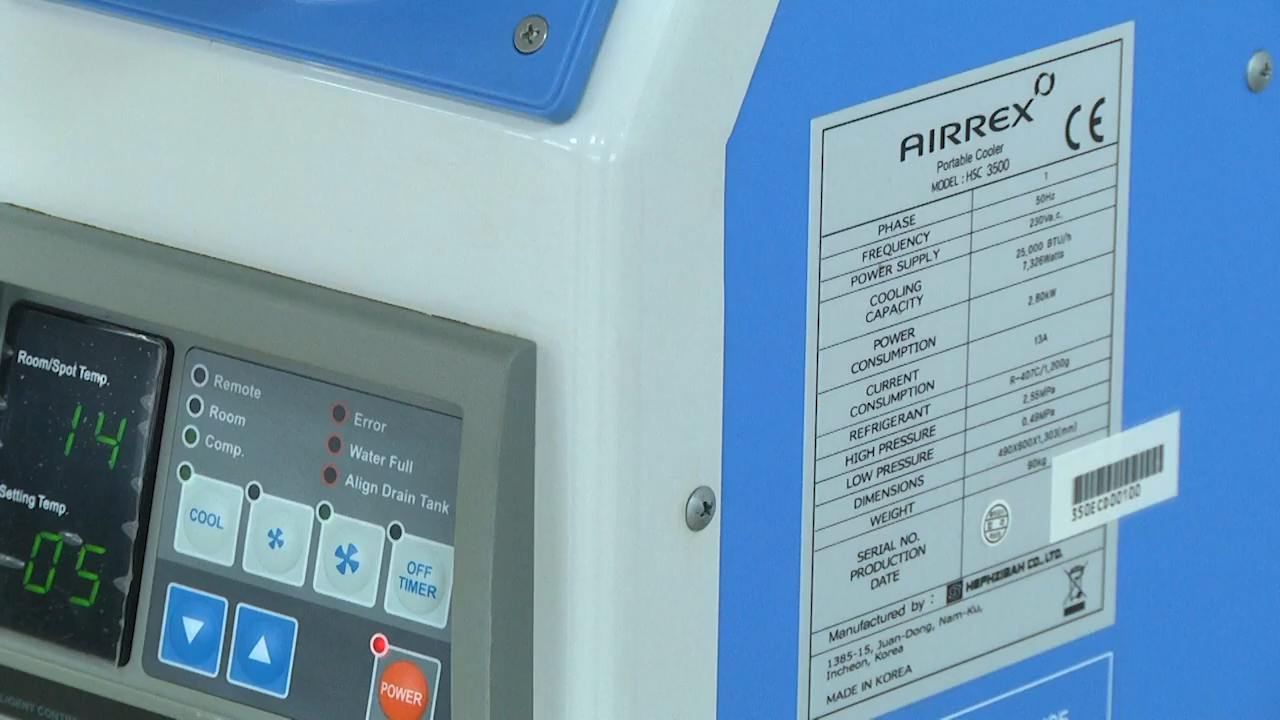 AIRREX
CE
Portable Cooler
MODEL : HSC 3500
PHASE 1
FREQUENCY 50Hz
POWER SUPPLY 230Va.c.
COOLING CAPACITY 25,000 BTU/h 7,326Watts
POWER CONSUMPTION 2.80kW
CURRENT CONSUMPTION 13A
REFRIGERANT R-407C/1,200g
HIGH PRESSURE 2.55MPa
LOW PRESSURE 0.49MPa
DIMENSIONS 490X600X1,303(mm)
WEIGHT 90kg
SERIAL NO.
PRODUCTION
DATE
350ECD00100
Manufactured by : HEPHZIBAH CO., LTD.
1385-15, Juan-Dong, Nam-Ku,
Incheon, Korea
MADE IN KOREA
Room/Spot Temp.
14
Setting Temp.
05
Remote
Room
Comp.
Error
Water Full
Align Drain Tank
COOL
OFF
TIMER
POWER